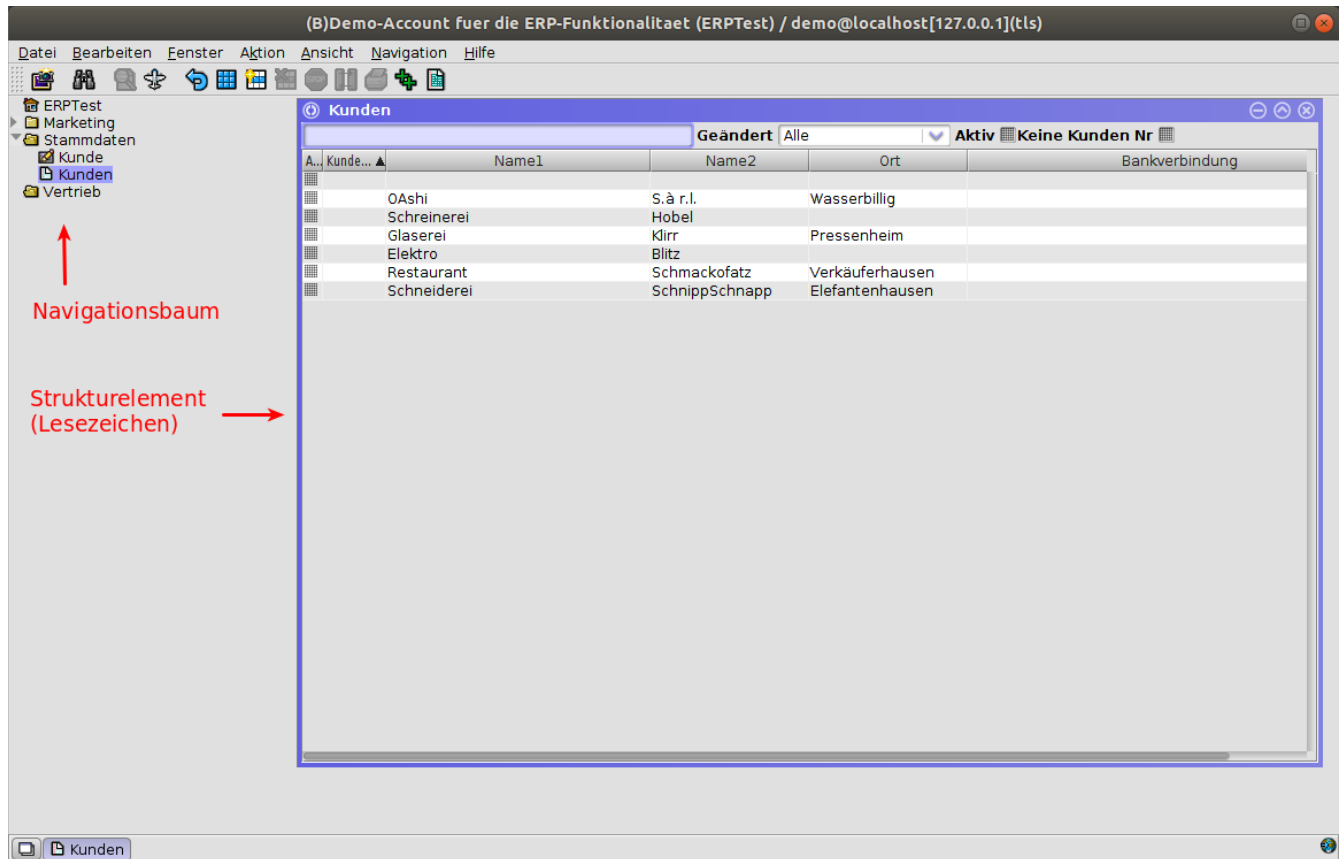 (B)Demo-Account fuer die ERP-Funktionalitaet (ERPTest) / demo@localhost[127.0.0.1](tls)
Datei Bearbeiten Fenster Aktion Ansicht Navigation Hilfe
ERPTest
Marketing
Stammdaten
Kunde
Kunden
Vertrieb
Navigationsbaum
Strukturelement
(Lesezeichen)
Kunden
Geändert Alle Aktiv Keine Kunden Nr
A... Kunde... Name1 Name2 Ort Bankverbindung
OAshi S.à r.l. Wasserbillig
Schreinerei Hobel
Glaserei Klirr Pressenheim
Elektro Blitz
Restaurant Schmackofatz Verkäuferhausen
Schneiderei SchnippSchnapp Elefantenhausen
Kunden